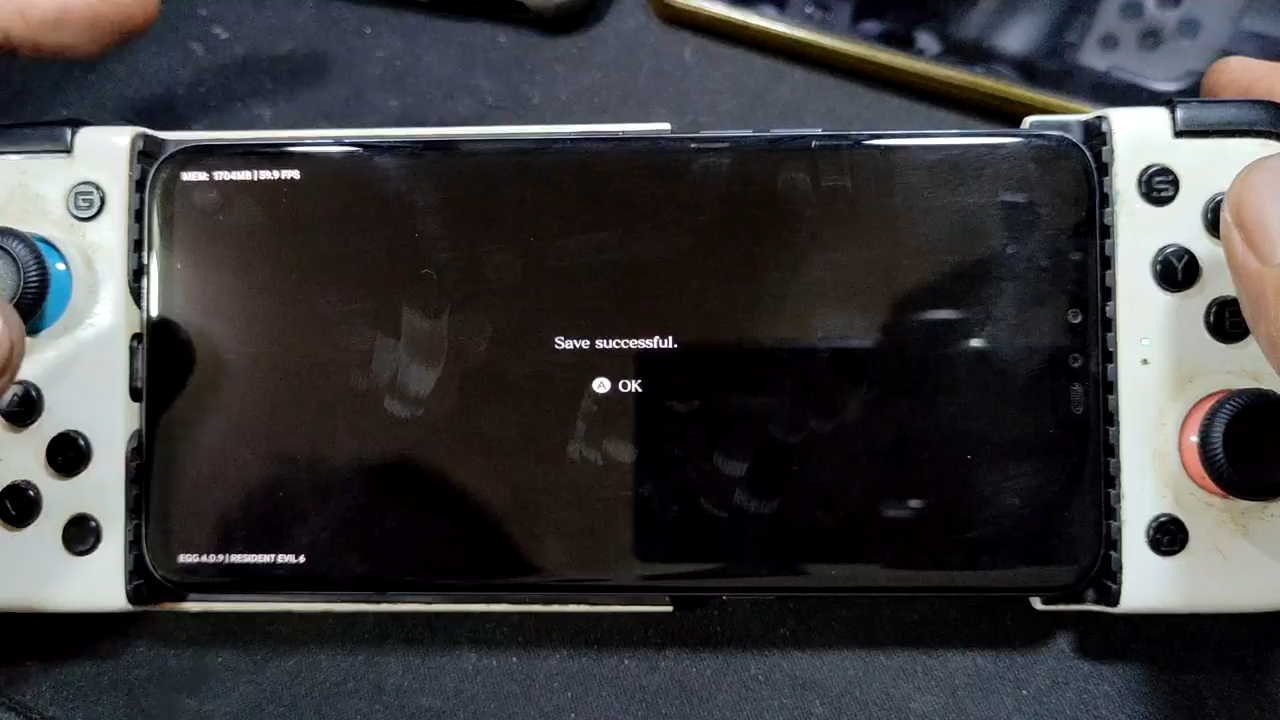 MEM: 1704MB | 59.9 FPS
Save successful.
A OK
EGG 4.0.9 | RESIDENT EVIL 6
G
S
Y